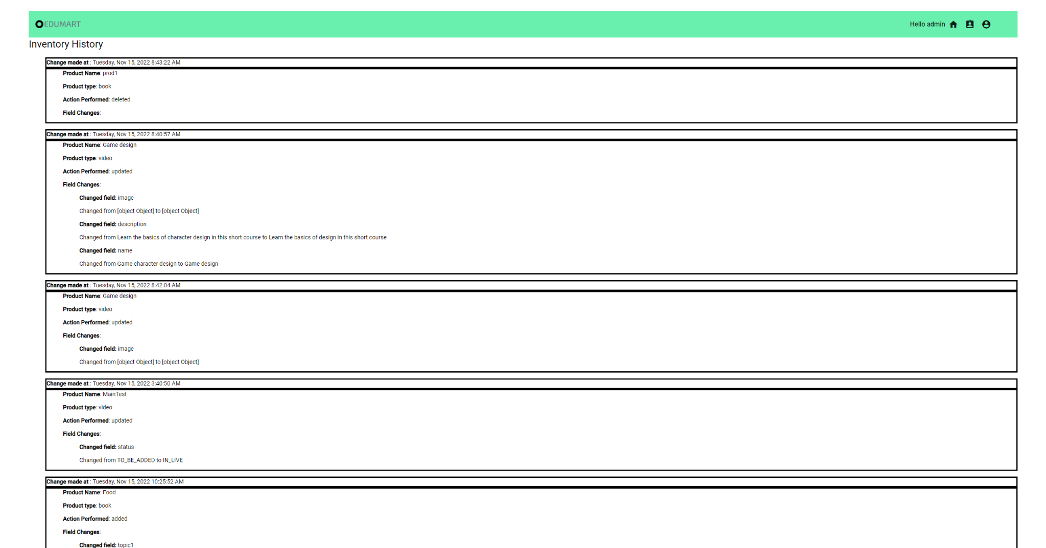 EDUMART
Hello admin
Inventory History
Change made at : Tuesday, Nov 15, 2022 8:43:22 AM
Product Name: prod1
Product type: book
Action Performed: deleted
Field Changes:
Change made at : Tuesday, Nov 15, 2022 8:40:57 AM
Product Name: Game design
Product type: video
Action Performed: updated
Field Changes:
Changed field: image
Changed from [object Object] to [object Object]
Changed field: description
Changed from Learn the basics of character design in this short course to Learn the basics of design in this short course
Changed field: name
Changed from Game character design to Game design
Change made at : Tuesday, Nov 15, 2022 8:42:04 AM
Product Name: Game design
Product type: video
Action Performed: updated
Field Changes:
Changed field: image
Changed from [object Object] to [object Object]
Change made at : Tuesday, Nov 15, 2022 3:40:50 AM
Product Name: MainTest
Product type: video
Action Performed: updated
Field Changes:
Changed field: status
Changed from TO_BE_ADDED to IN_LIVE
Change made at : Tuesday, Nov 15, 2022 10:25:52 AM
Product Name: Food
Product type: book
Action Performed: added
Field Changes:
Changed field: topic1